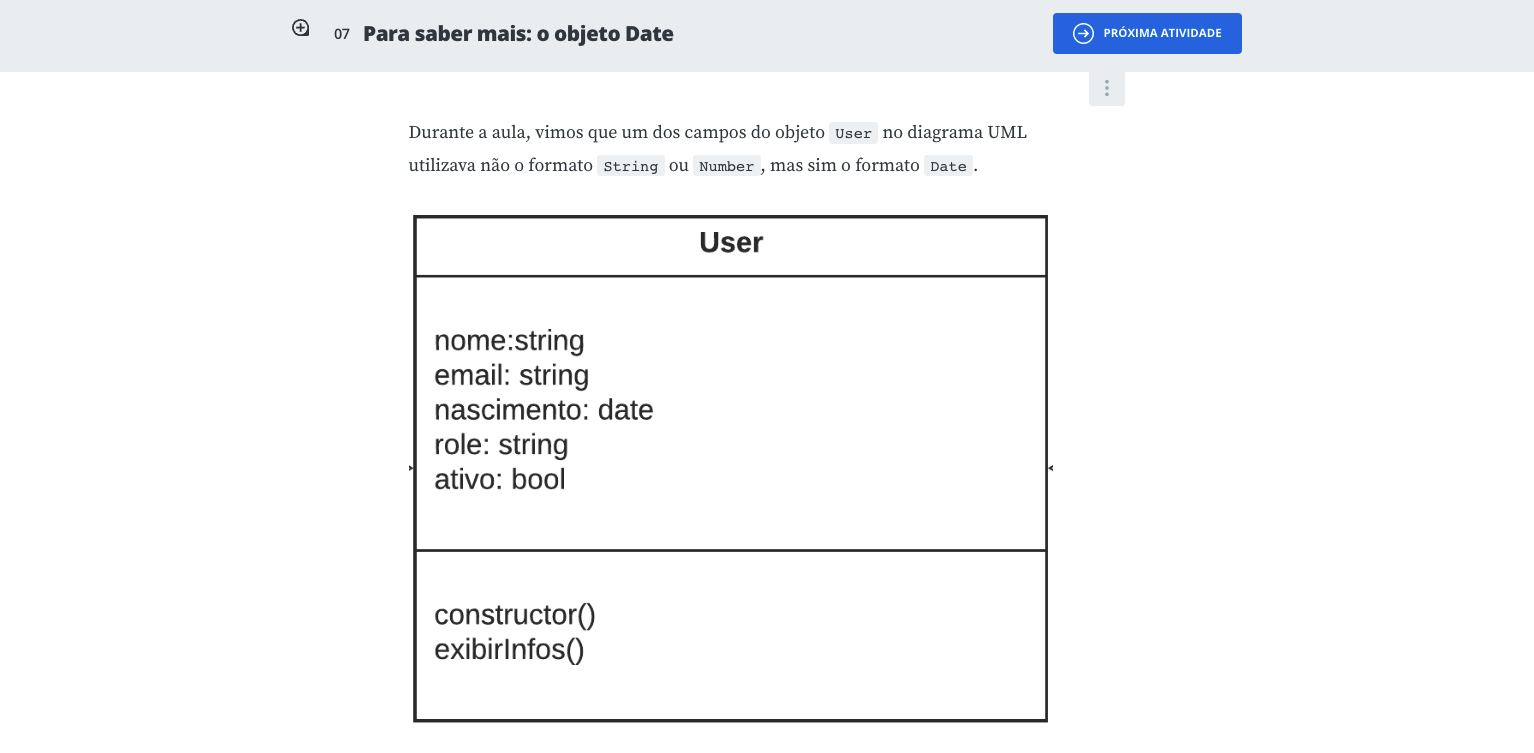 07 Para saber mais: o objeto Date
PRÓXIMA ATIVIDADE
Durante a aula, vimos que um dos campos do objeto User no diagrama UML
utilizava não o formato String ou Number, mas sim o formato Date.
User
nome:string
email: string
nascimento: date
role: string
ativo: bool
constructor()
exibirInfos()